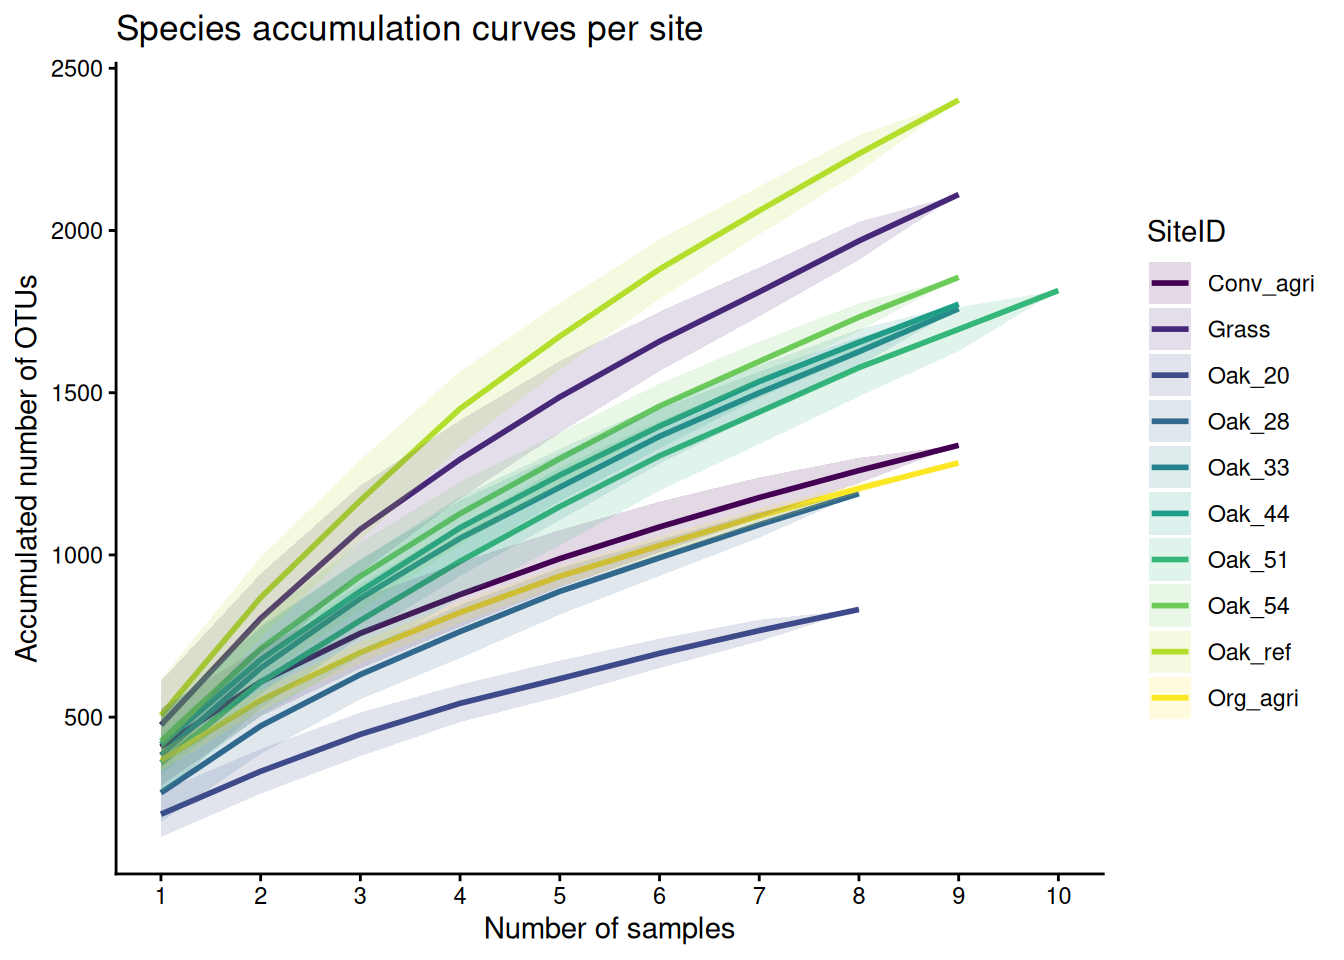 Species accumulation curves per site
2500
2000
1500
1000
500
Accumulated number of OTUs
1 2 3 4 5 6 7 8 9 10
Number of samples
SiteID
Conv_agri
Grass
Oak_20
Oak_28
Oak_33
Oak_44
Oak_51
Oak_54
Oak_ref
Org_agri